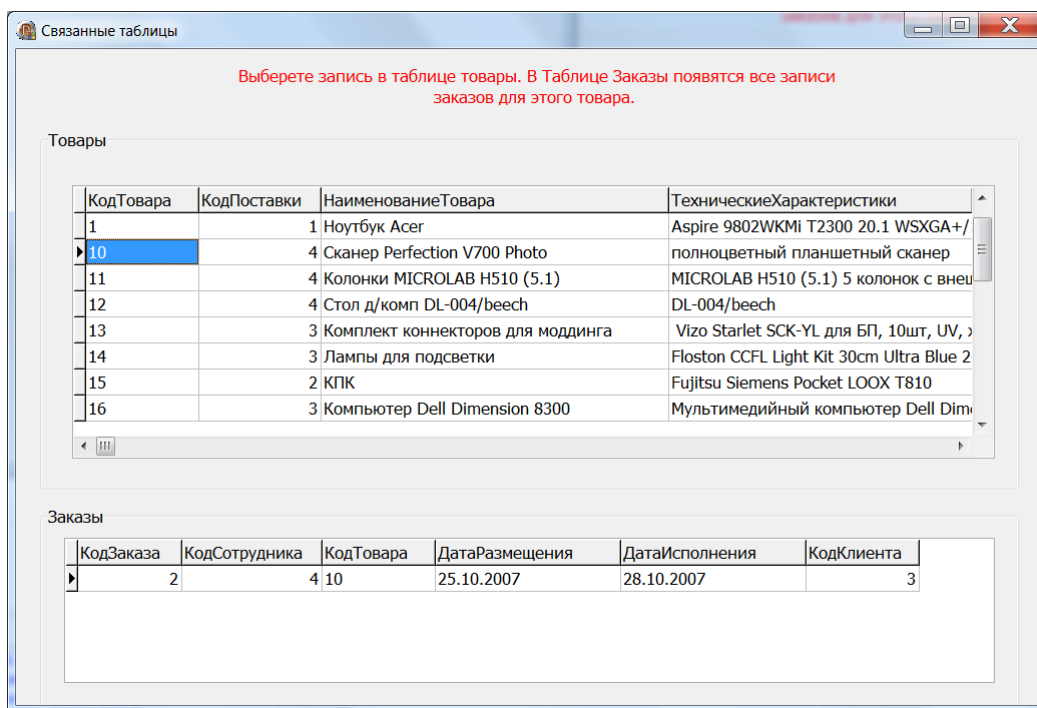 Связанные таблицы
Выберете запись в таблице товары. В Таблице Заказы появятся все записи
заказов для этого товара.
Товары
КодТовара КодПоставки НаименованиеТовара ТехническиеХарактеристики
1 1 Ноутбук Acer Aspire 9802WKMi T2300 20.1 WSXGA+/
10 4 Сканер Perfection V700 Photo полноцветный планшетный сканер
11 4 Колонки MICROLAB H510 (5.1) MICROLAB H510 (5.1) 5 колонок с внеш
12 4 Стол д/комп DL-004/beech DL-004/beech
13 3 Комплект коннекторов для моддинга Vizo Starlet SCK-YL для БП, 10шт, UV,
14 3 Лампы для подсветки Floston CCFL Light Kit 30cm Ultra Blue 2
15 2 КПК Fujitsu Siemens Pocket LOOX T810
16 3 Компьютер Dell Dimension 8300 Мультимедийный компьютер Dell Dim
Заказы
КодЗаказа КодСотрудника КодТовара ДатаРазмещения ДатаИсполнения КодКлиента
2 4 10 25.10.2007 28.10.2007 3